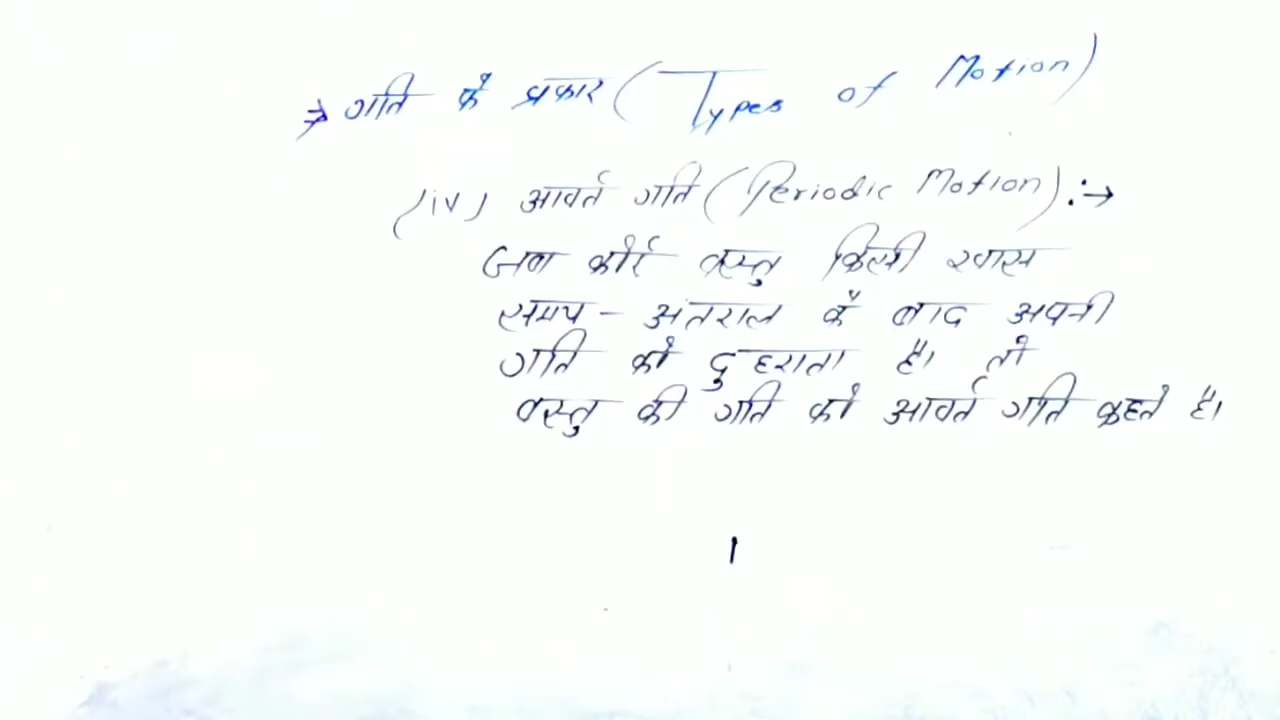 ⇒ गति के प्रकार (Types of Motion)
(iv) आवर्त गति (Periodic Motion) :→
जब कोई वस्तु किसी खास
समय - अंतराल के बाद अपनी
गति को दुहराता है। तो
वस्तु की गति को आवर्त गति कहते है।